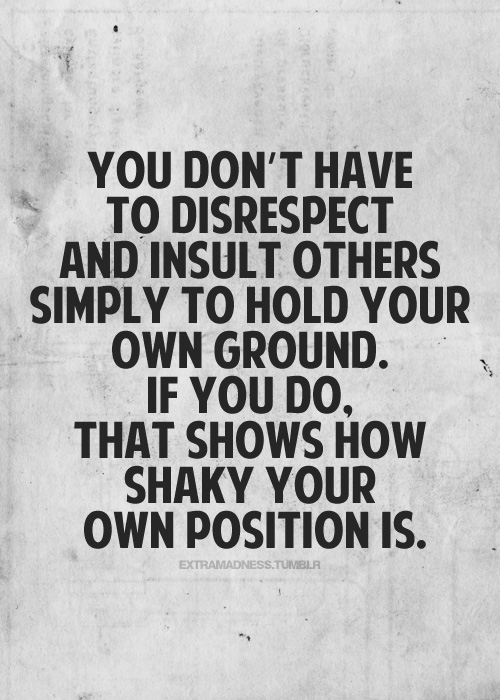 YOU DON'T HAVE
TO DISRESPECT
AND INSULT OTHERS
SIMPLY TO HOLD YOUR
OWN GROUND.
IF YOU DO,
THAT SHOWS HOW
SHAKY YOUR
OWN POSITION IS.
EXTRAMADNESS.TUMBLR